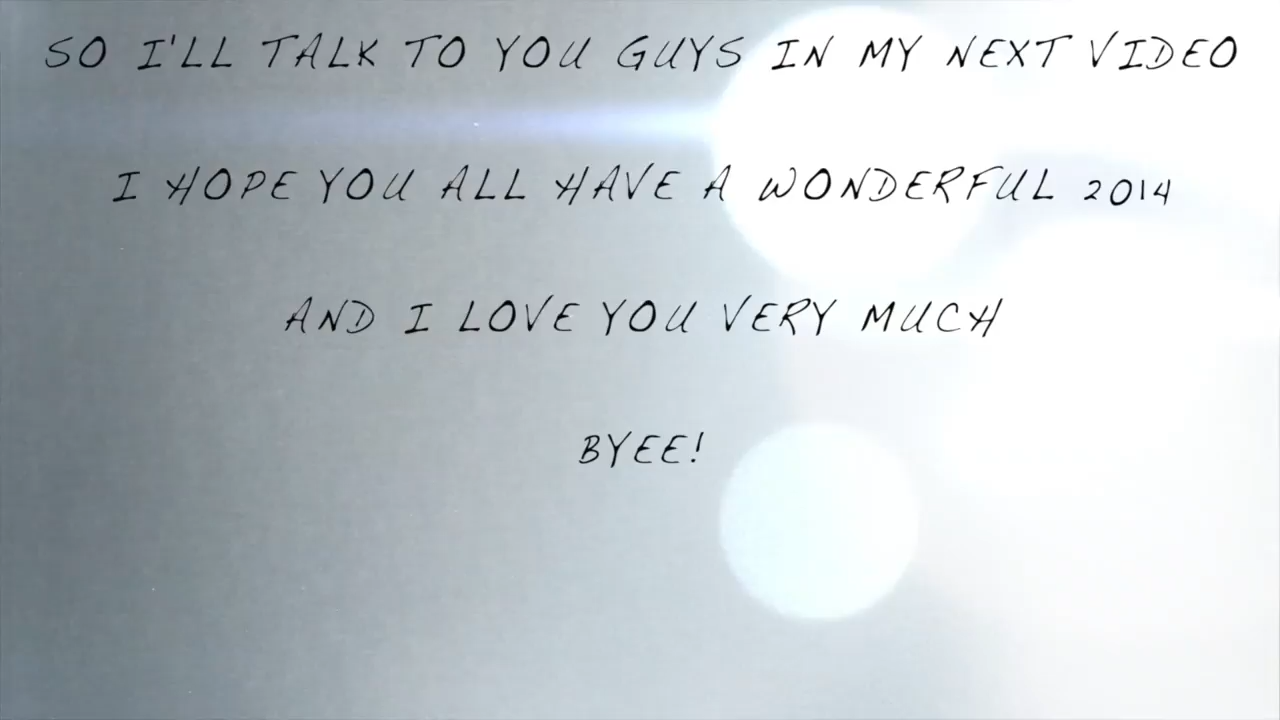 SO I'LL TALK TO YOU GUYS IN MY NEXT VIDEO
I HOPE YOU ALL HAVE A WONDERFUL 2014
AND I LOVE YOU VERY MUCH
BYEE!